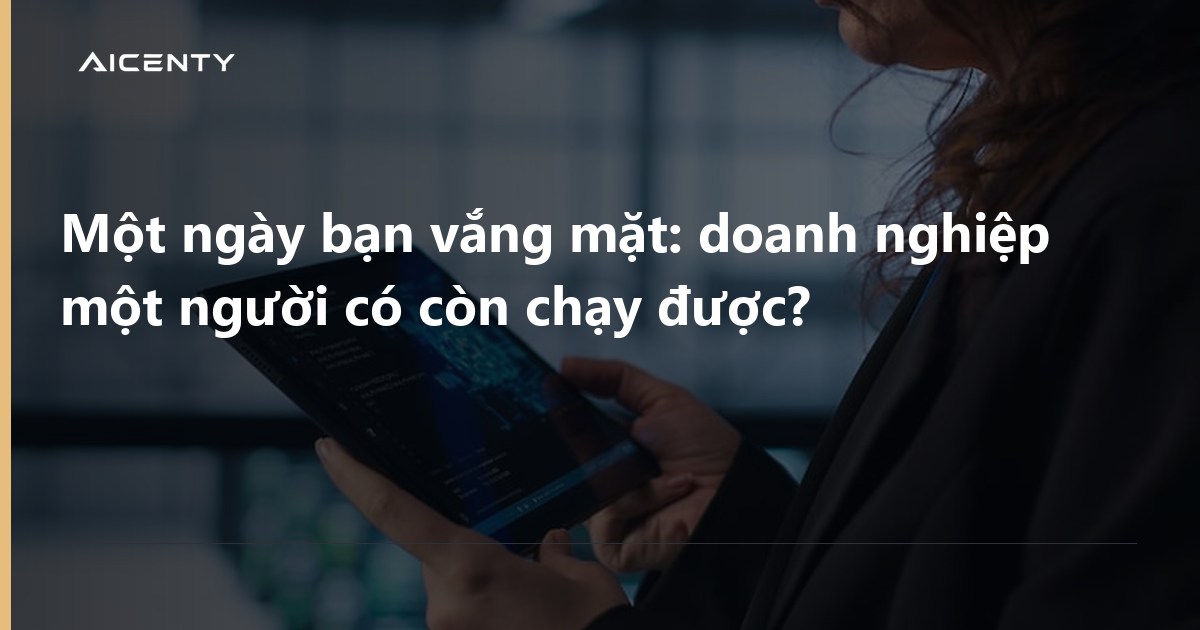 AICENTY
Một ngày bạn vắng mặt: doanh nghiệp
một người có còn chạy được?